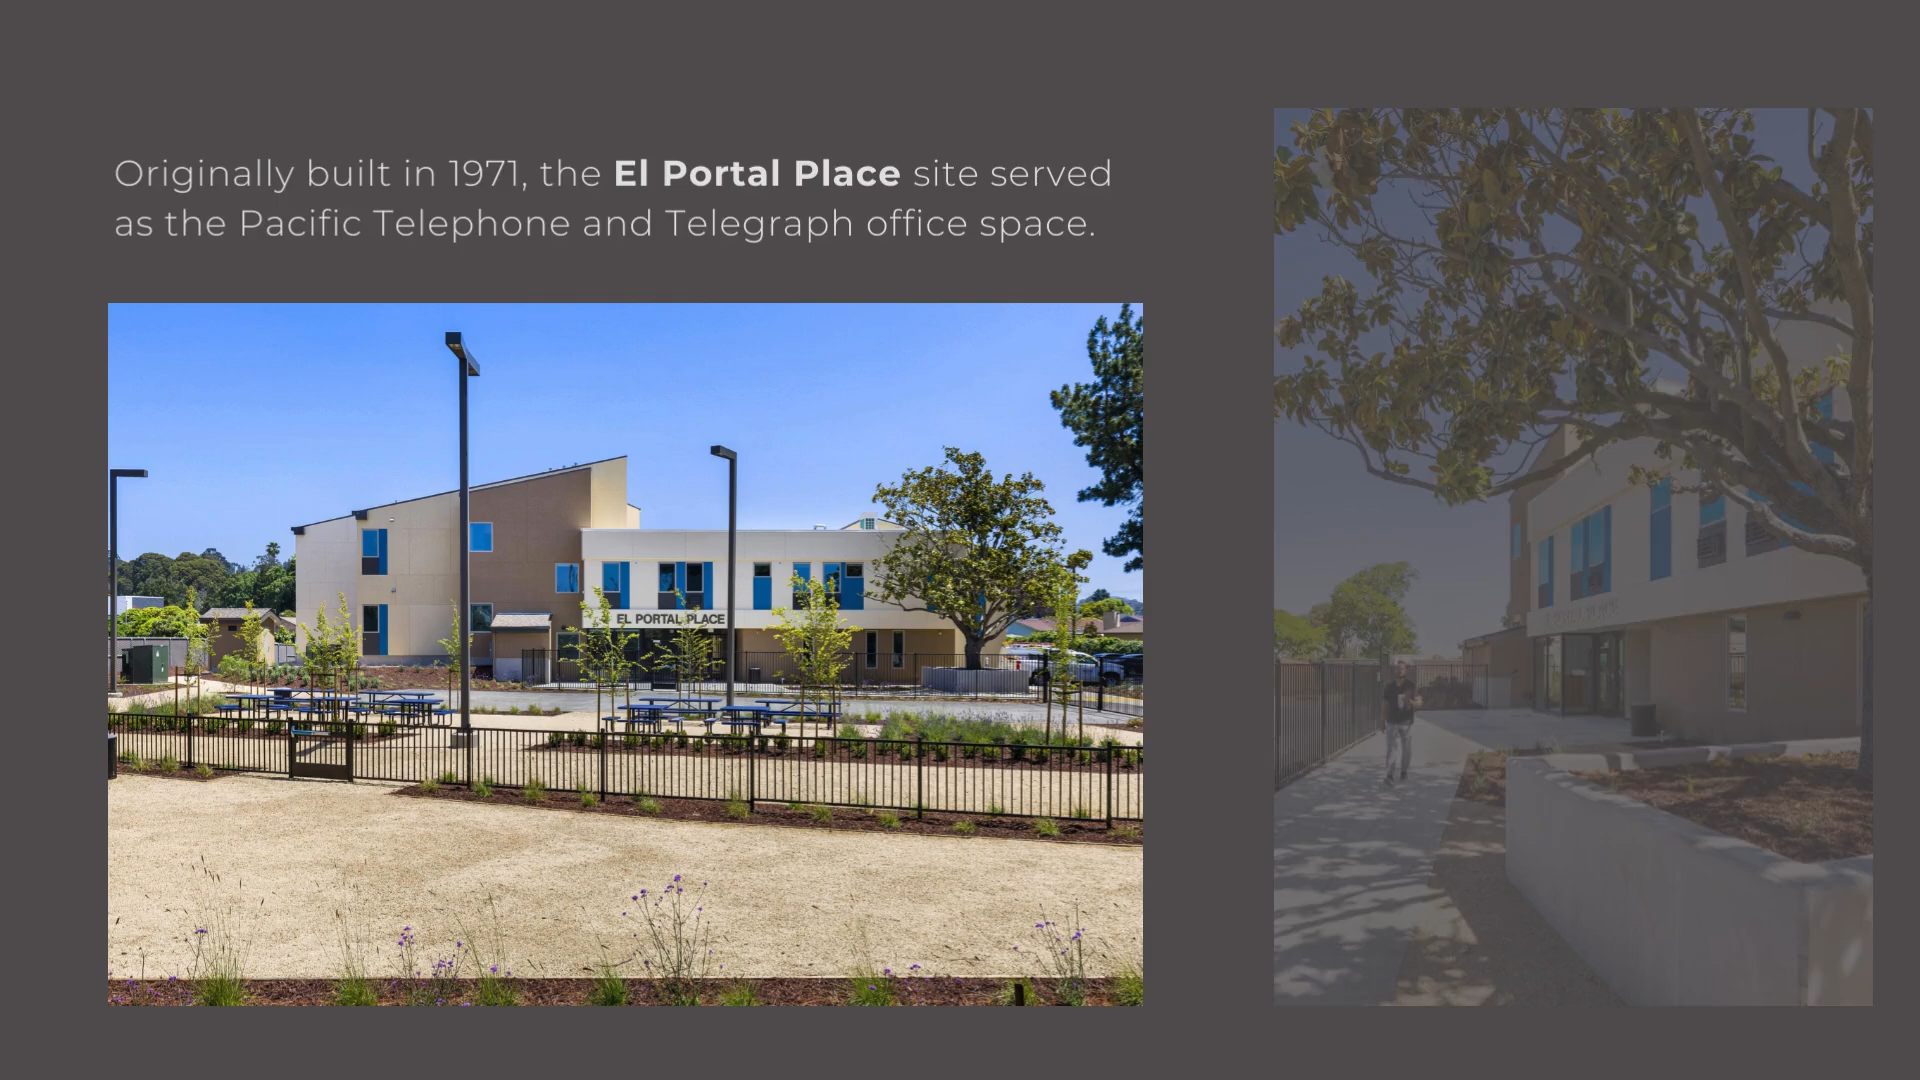 Originally built in 1971, the El Portal Place site served
as the Pacific Telephone and Telegraph office space.
EL PORTAL PLACE